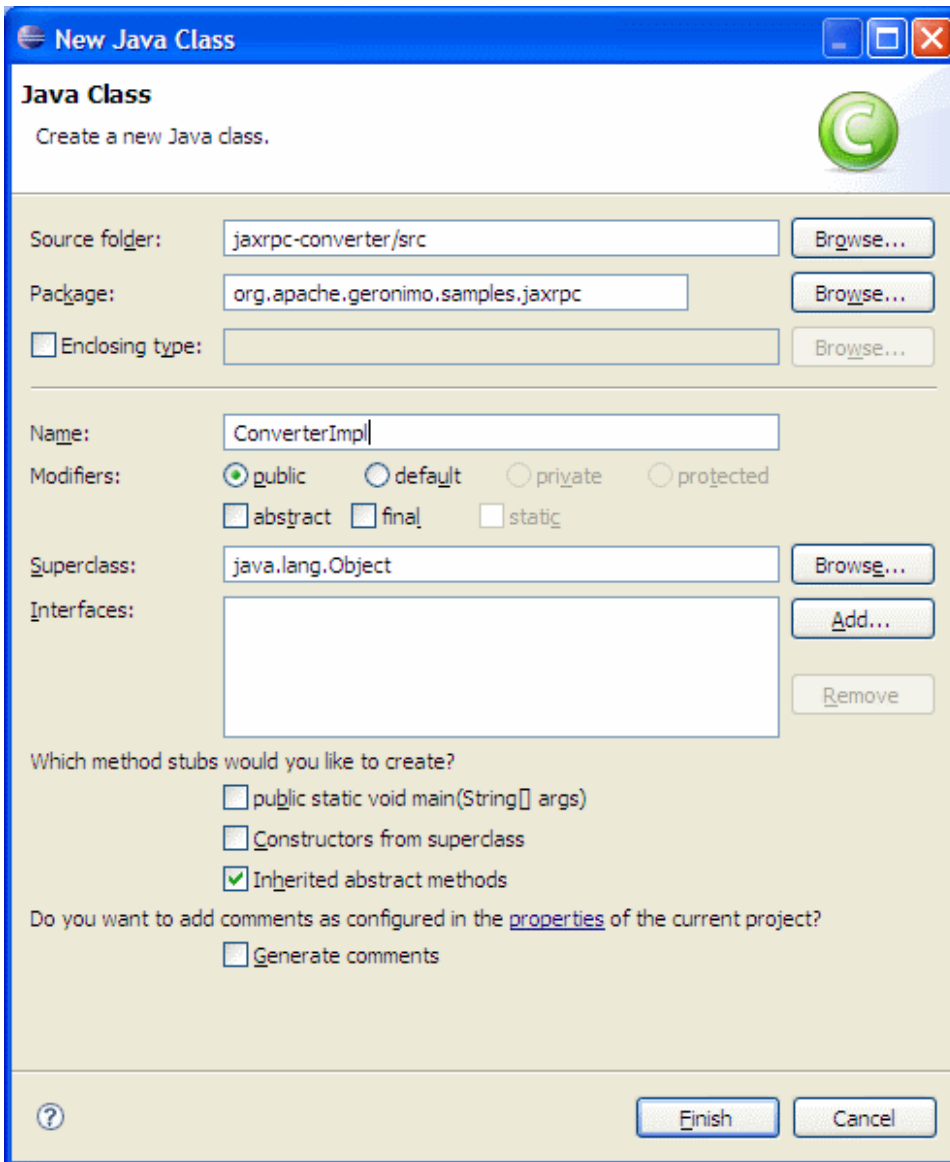 New Java Class
Java Class
Create a new Java class.
C
Source folder: jaxrpc-converter/src Browse...
Package: org.apache.geronimo.samples.jaxrpc Browse...
Enclosing type: Browse...
Name: ConverterImpl
Modifiers: public default private protected
abstract final static
Superclass: java.lang.Object Browse...
Interfaces: Add...
Remove
Which method stubs would you like to create?
public static void main(String[] args)
Constructors from superclass
Inherited abstract methods
Do you want to add comments as configured in the properties of the current project?
Generate comments
? Finish Cancel